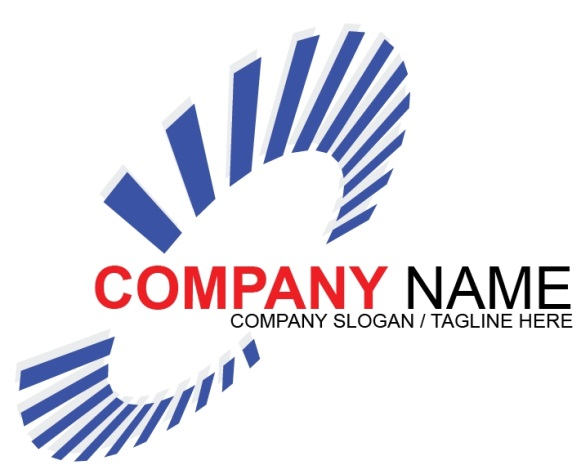 COMPANY NAME
COMPANY SLOGAN / TAGLINE HERE